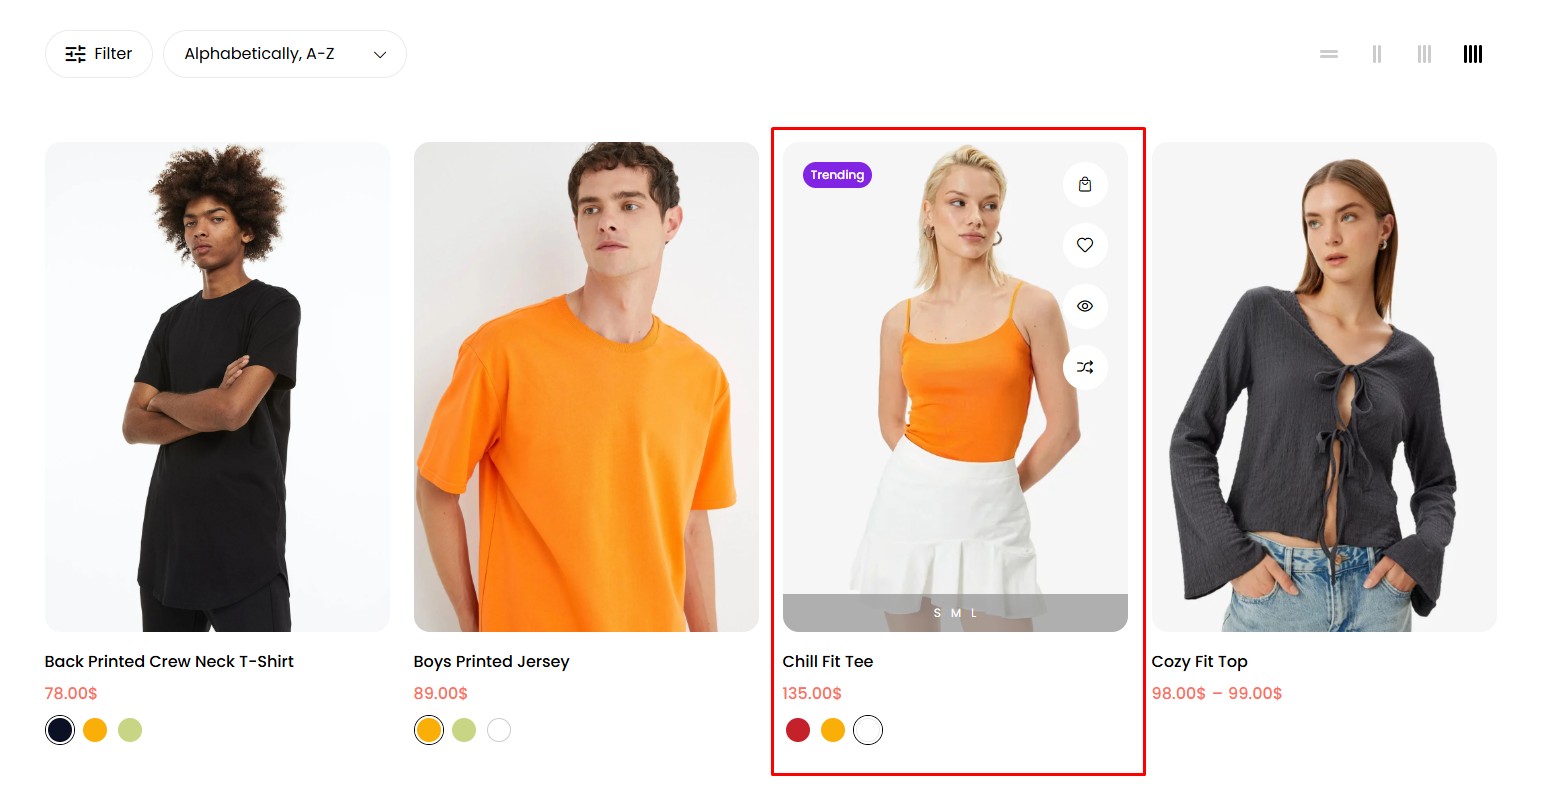 Filter
Alphabetically, A-Z
Trending
S M L
Back Printed Crew Neck T-Shirt
78.00$
Boys Printed Jersey
89.00$
Chill Fit Tee
135.00$
Cozy Fit Top
98.00$ – 99.00$